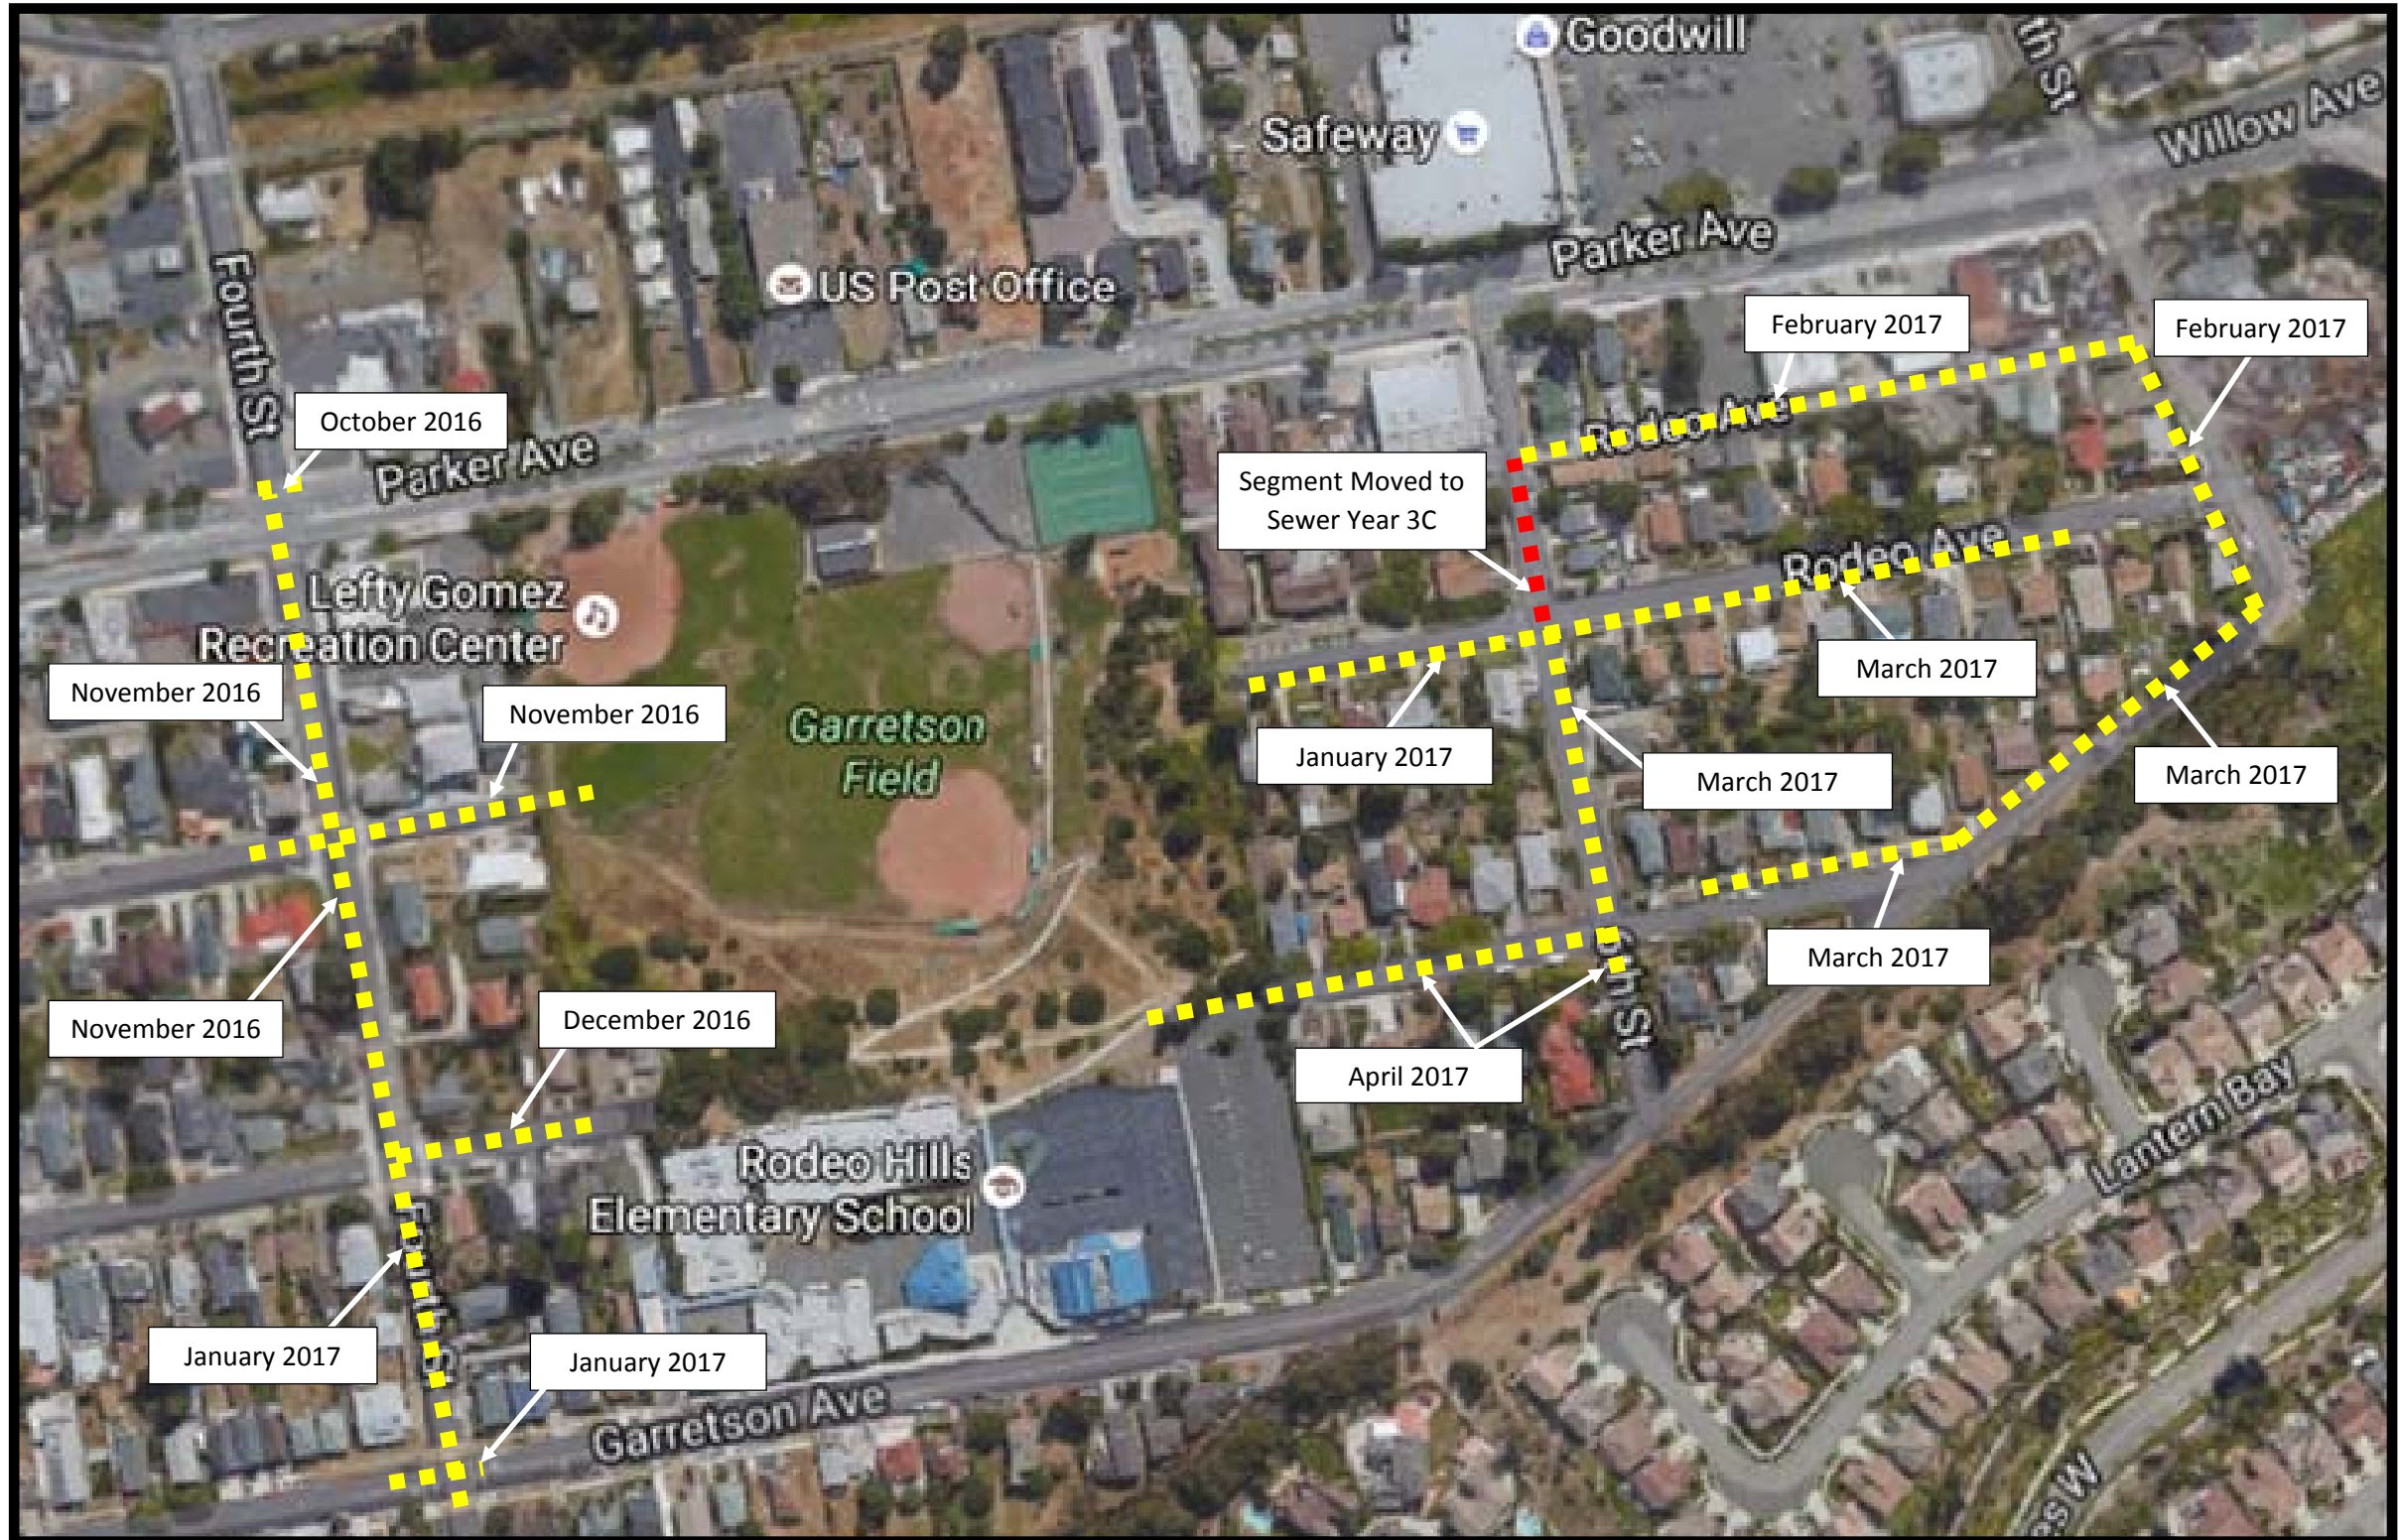 Goodwill
th St
Willow Ave
Safeway
Parker Ave
Fourth St
US Post Office
February 2017
February 2017
October 2016
Parker Ave
Rodeo Ave
Segment Moved to
Sewer Year 3C
Rodeo Ave
Lefty Gomez
Recreation Center
November 2016
November 2016
March 2017
Garretson
Field
January 2017
March 2017
March 2017
March 2017
November 2016
December 2016
April 2017
Lantern Bay
Rodeo Hills
Elementary School
January 2017
January 2017
Garretson Ave
es W